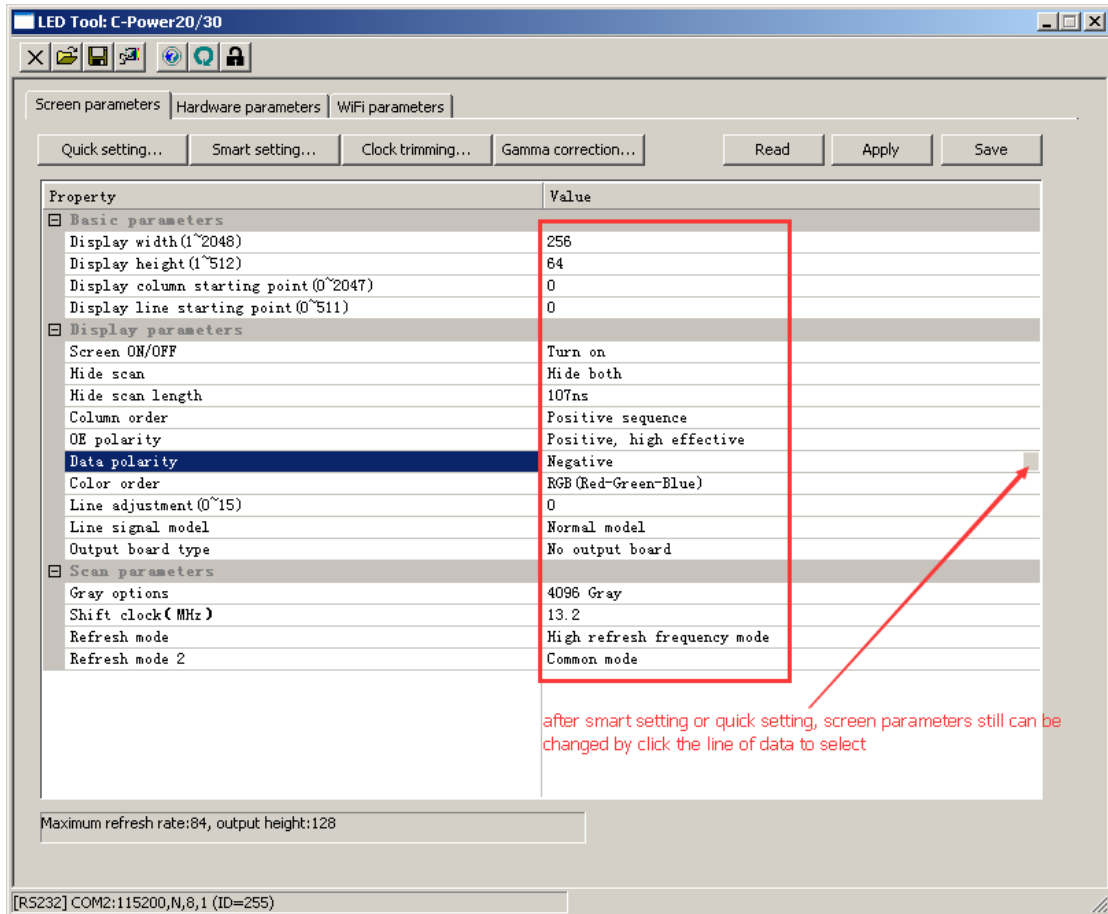 LED Tool: C-Power20/30
Screen parameters Hardware parameters WiFi parameters
Quick setting... Smart setting... Clock trimming... Gamma correction... Read Apply Save
Property Value
Basic parameters
Display width(1~2048) 256
Display height(1~512) 64
Display column starting point(0~2047) 0
Display line starting point(0~511) 0
Display parameters
Screen ON/OFF Turn on
Hide scan Hide both
Hide scan length 107ns
Column order Positive sequence
OE polarity Positive, high effective
Data polarity Negative
Color order RGB(Red-Green-Blue)
Line adjustment(0~15) 0
Line signal model Normal model
Output board type No output board
Scan parameters
Gray options 4096 Gray
Shift clock(MHz) 13.2
Refresh mode High refresh frequency mode
Refresh mode 2 Common mode
after smart setting or quick setting, screen parameters still can be
changed by click the line of data to select
Maximum refresh rate:84, output height:128
[RS232] COM2:115200,N,8,1 (ID=255)